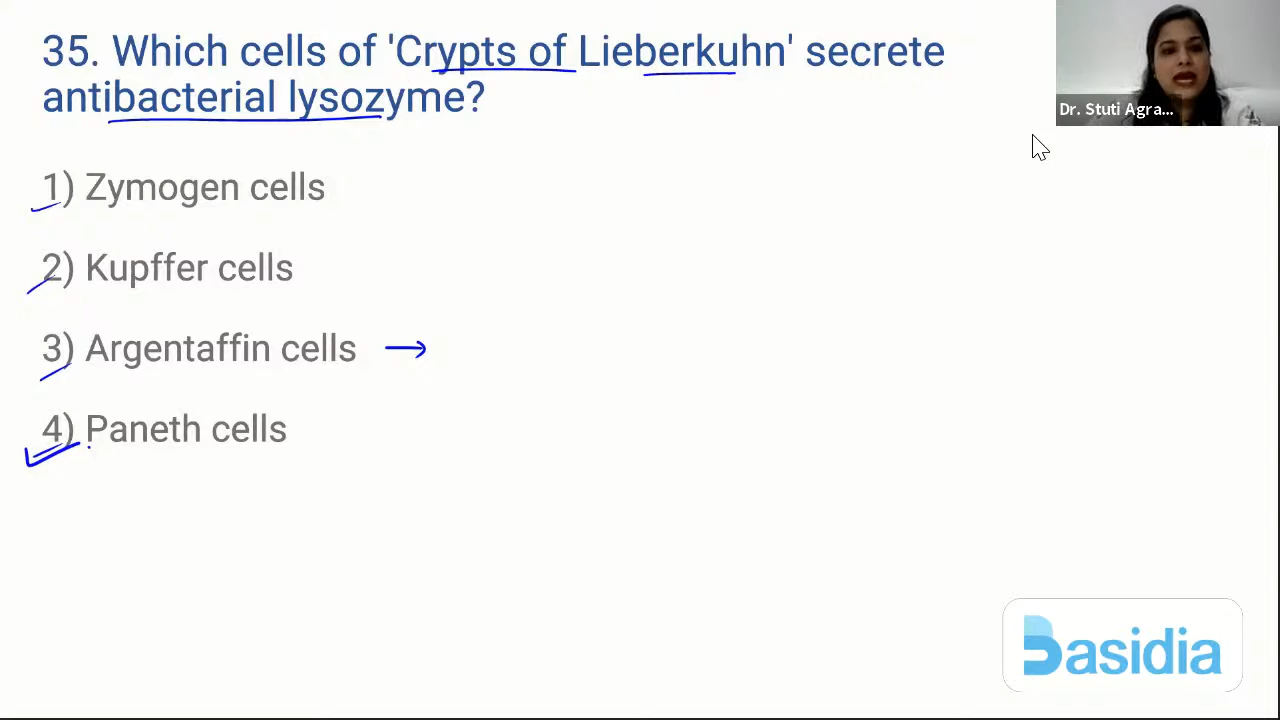 35. Which cells of 'Crypts of Lieberkuhn' secrete
antibacterial lysozyme?
Dr. Stuti Agra...
1) Zymogen cells
2) Kupffer cells
3) Argentaffin cells
4) Paneth cells
Basidia